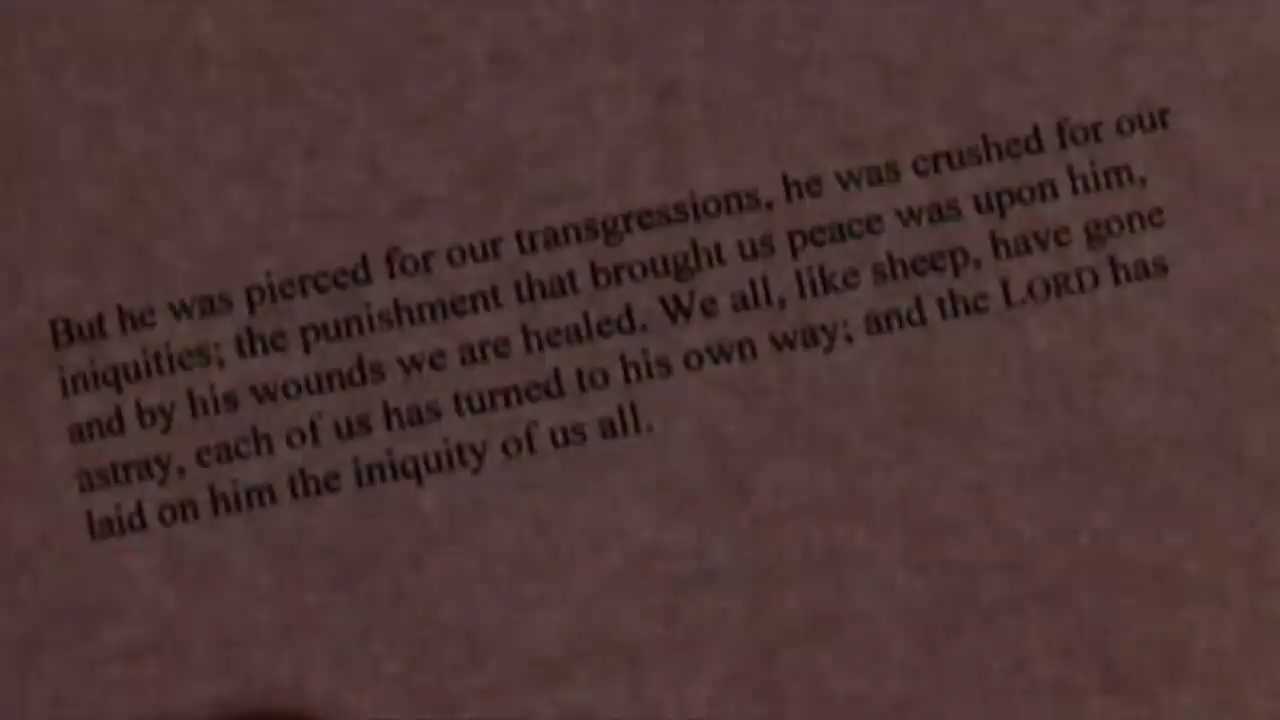 But he was pierced for our transgressions, he was crushed for our
iniquities; the punishment that brought us peace was upon him,
and by his wounds we are healed. We all, like sheep, have gone
astray, each of us has turned to his own way; and the LORD has
laid on him the iniquity of us all.